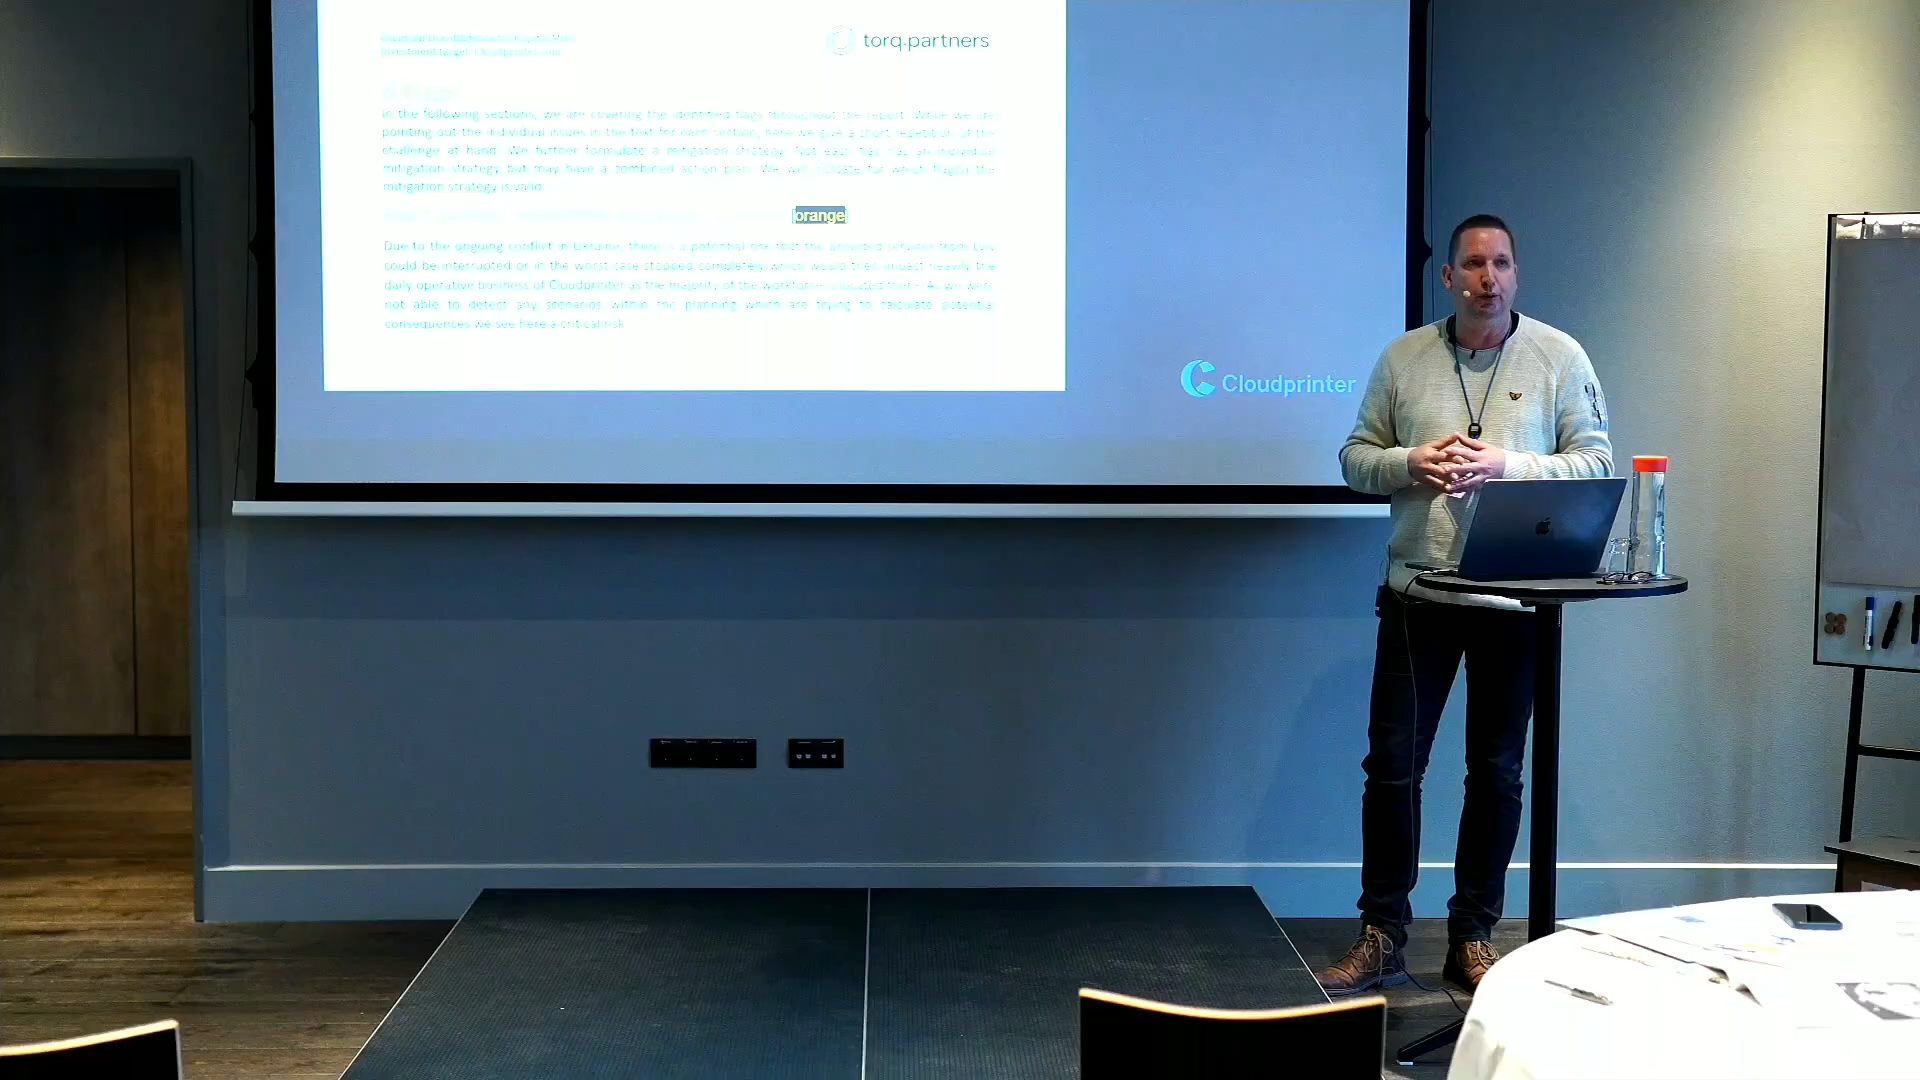 torq.partners
In the following sections, we are covering the identified flags throughout the report. While we are
pointing out the individual issues in the text for each section, here we give a short repetition of the
challenge at hand. We further formulate a mitigation strategy. Not each flag has an individual
mitigation strategy but may have a combined action plan. We will indicate for which flag(s) the
mitigation strategy is valid.
orange
Due to the ongoing conflict in Ukraine, there is a potential risk that the provided services from
could be interrupted or in the worst case stopped completely which would then impact heavily the
daily operative business of Cloudprinter as the majority of the workforce is located there. As we were
not able to detect any scenarios within the planning which are trying to calculate potential
consequences we see here a critical risk.
Cloudprinter